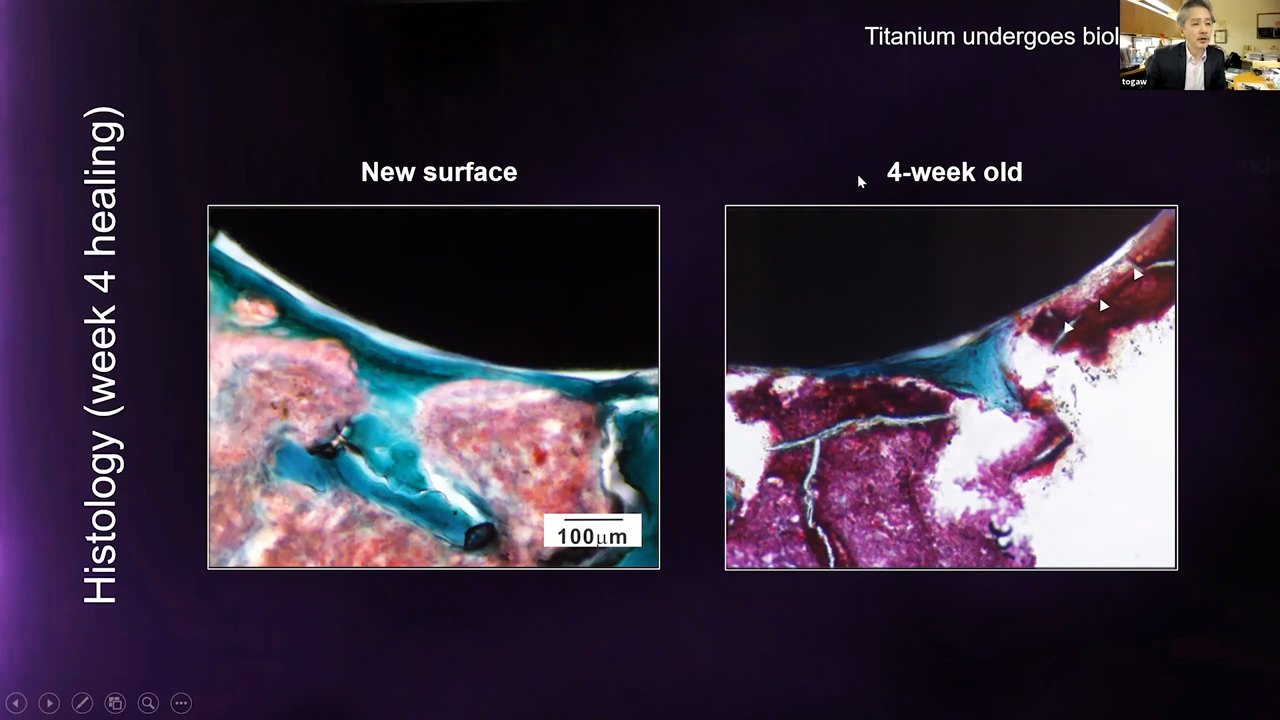 Titanium undergoes biol
togaw
Histology (week 4 healing)
New surface
4-week old
100μm